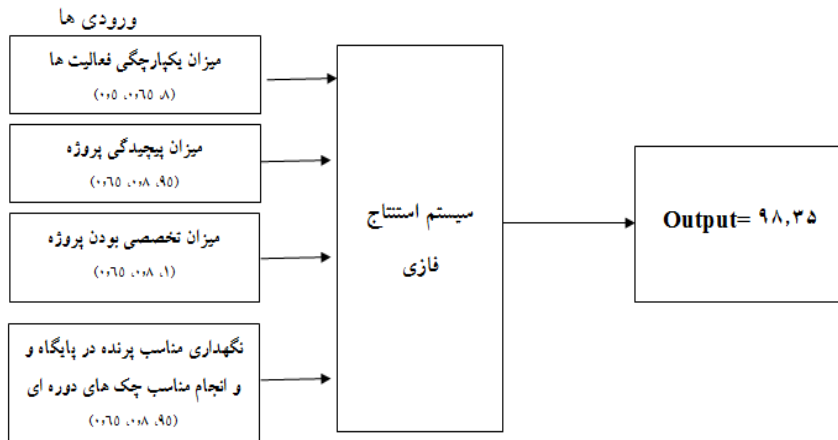 ورودی ها
میزان یکپارچگی فعالیت ها
(۰٫۵ ،۰٫۶۵ ،۸)
میزان پیچیدگی پروژه
(۰٫۶۵ ،۰٫۸ ،۹۵)
میزان تخصصی بودن پروژه
(۰٫۶۵ ،۰٫۸ ،۱)
نگهداری مناسب پرنده در پایگاه و
و انجام مناسب چک های دوره ای
(۰٫۶۵ ،۰٫۸ ،۹۵)
سیستم استنتاج
فازی
Output= ۹۸,۳۵